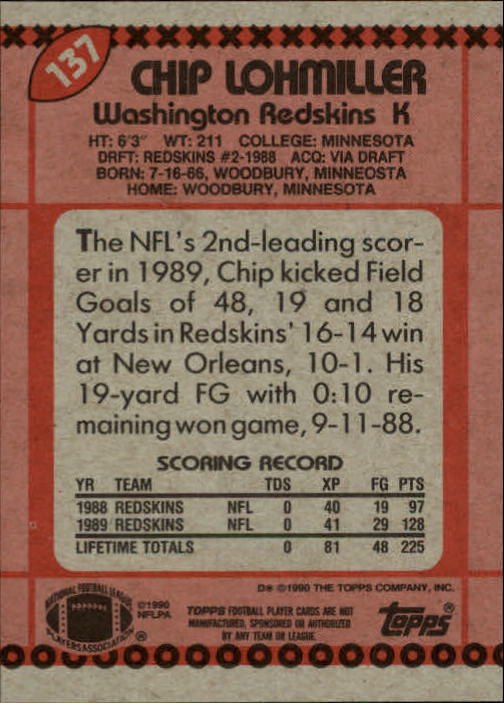 137
CHIP LOHMILLER
Washington Redskins K
HT: 6'3" WT: 211 COLLEGE: MINNESOTA
DRFT: REDSKINS #2-1988 ACQ: VIA DRAFT
BORN: 7-16-66, WOODBURY, MINNEOSTA
HOME: WOODBURY, MINNESOTA
The NFL's 2nd-leading scor-
er in 1989, Chip kicked Field
Goals of 48, 19 and 18
Yards in Redskins' 16-14 win
at New Orleans, 10-1. His
19-yard FG with 0:10 re-
maining won game, 9-11-88.
SCORING RECORD
YR TEAM TDS XP FG PTS
1988 REDSKINS NFL 0 40 19 97
1989 REDSKINS NFL 0 41 29 128
LIFETIME TOTALS 0 81 48 225
D* ©1990 THE TOPPS COMPANY, INC.
NATIONAL FOOTBALL LEAGUE
PLAYERS ASSOCIATION
®
©1990
NFLPA
TOPPS FOOTBALL PLAYER CARDS ARE NOT
MANUFACTURED, SPONSORED OR AUTHORIZED
BY ANY TEAM OR LEAGUE.
topps®